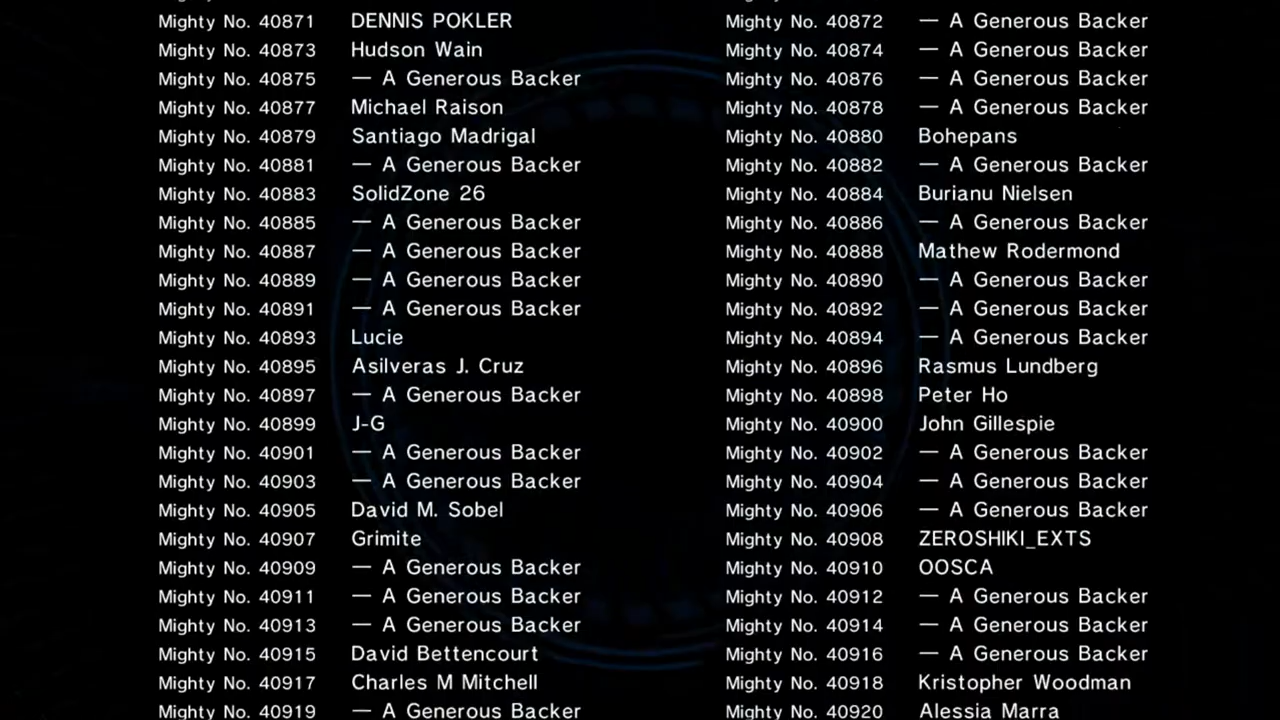 Mighty No. 40871 DENNIS POKLER Mighty No. 40872 — A Generous Backer
Mighty No. 40873 Hudson Wain Mighty No. 40874 — A Generous Backer
Mighty No. 40875 — A Generous Backer Mighty No. 40876 — A Generous Backer
Mighty No. 40877 Michael Raison Mighty No. 40878 — A Generous Backer
Mighty No. 40879 Santiago Madrigal Mighty No. 40880 Bohepans
Mighty No. 40881 — A Generous Backer Mighty No. 40882 — A Generous Backer
Mighty No. 40883 SolidZone 26 Mighty No. 40884 Burianu Nielsen
Mighty No. 40885 — A Generous Backer Mighty No. 40886 — A Generous Backer
Mighty No. 40887 — A Generous Backer Mighty No. 40888 Mathew Rodermond
Mighty No. 40889 — A Generous Backer Mighty No. 40890 — A Generous Backer
Mighty No. 40891 — A Generous Backer Mighty No. 40892 — A Generous Backer
Mighty No. 40893 Lucie Mighty No. 40894 — A Generous Backer
Mighty No. 40895 Asilveras J. Cruz Mighty No. 40896 Rasmus Lundberg
Mighty No. 40897 — A Generous Backer Mighty No. 40898 Peter Ho
Mighty No. 40899 J-G Mighty No. 40900 John Gillespie
Mighty No. 40901 — A Generous Backer Mighty No. 40902 — A Generous Backer
Mighty No. 40903 — A Generous Backer Mighty No. 40904 — A Generous Backer
Mighty No. 40905 David M. Sobel Mighty No. 40906 — A Generous Backer
Mighty No. 40907 Grimite Mighty No. 40908 ZEROSHIKI_EXTS
Mighty No. 40909 — A Generous Backer Mighty No. 40910 OOSCA
Mighty No. 40911 — A Generous Backer Mighty No. 40912 — A Generous Backer
Mighty No. 40913 — A Generous Backer Mighty No. 40914 — A Generous Backer
Mighty No. 40915 David Bettencourt Mighty No. 40916 — A Generous Backer
Mighty No. 40917 Charles M Mitchell Mighty No. 40918 Kristopher Woodman
Mighty No. 40919 — A Generous Backer Mighty No. 40920 Alessia Marra